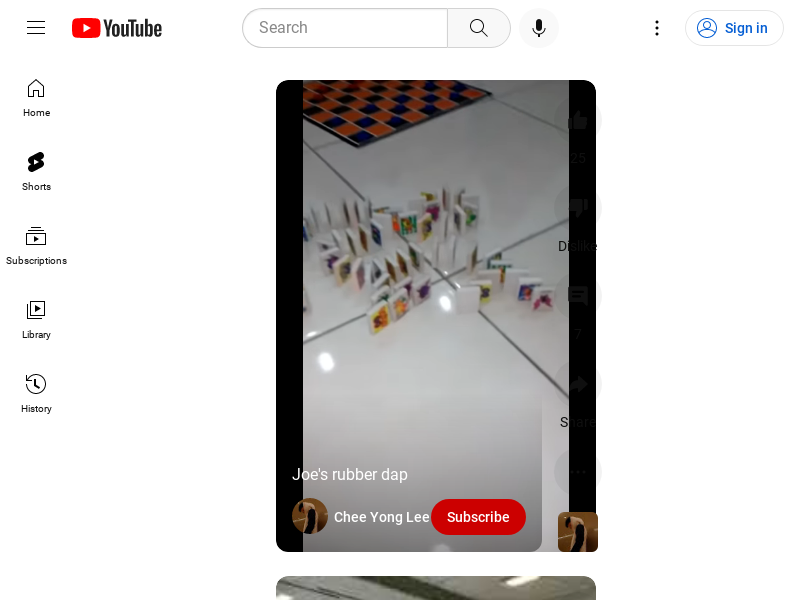 YouTube
Search
Sign in
Home
Shorts
Subscriptions
Library
History
25
Dislike
7
Share
Joe's rubber dap
Chee Yong Lee
Subscribe